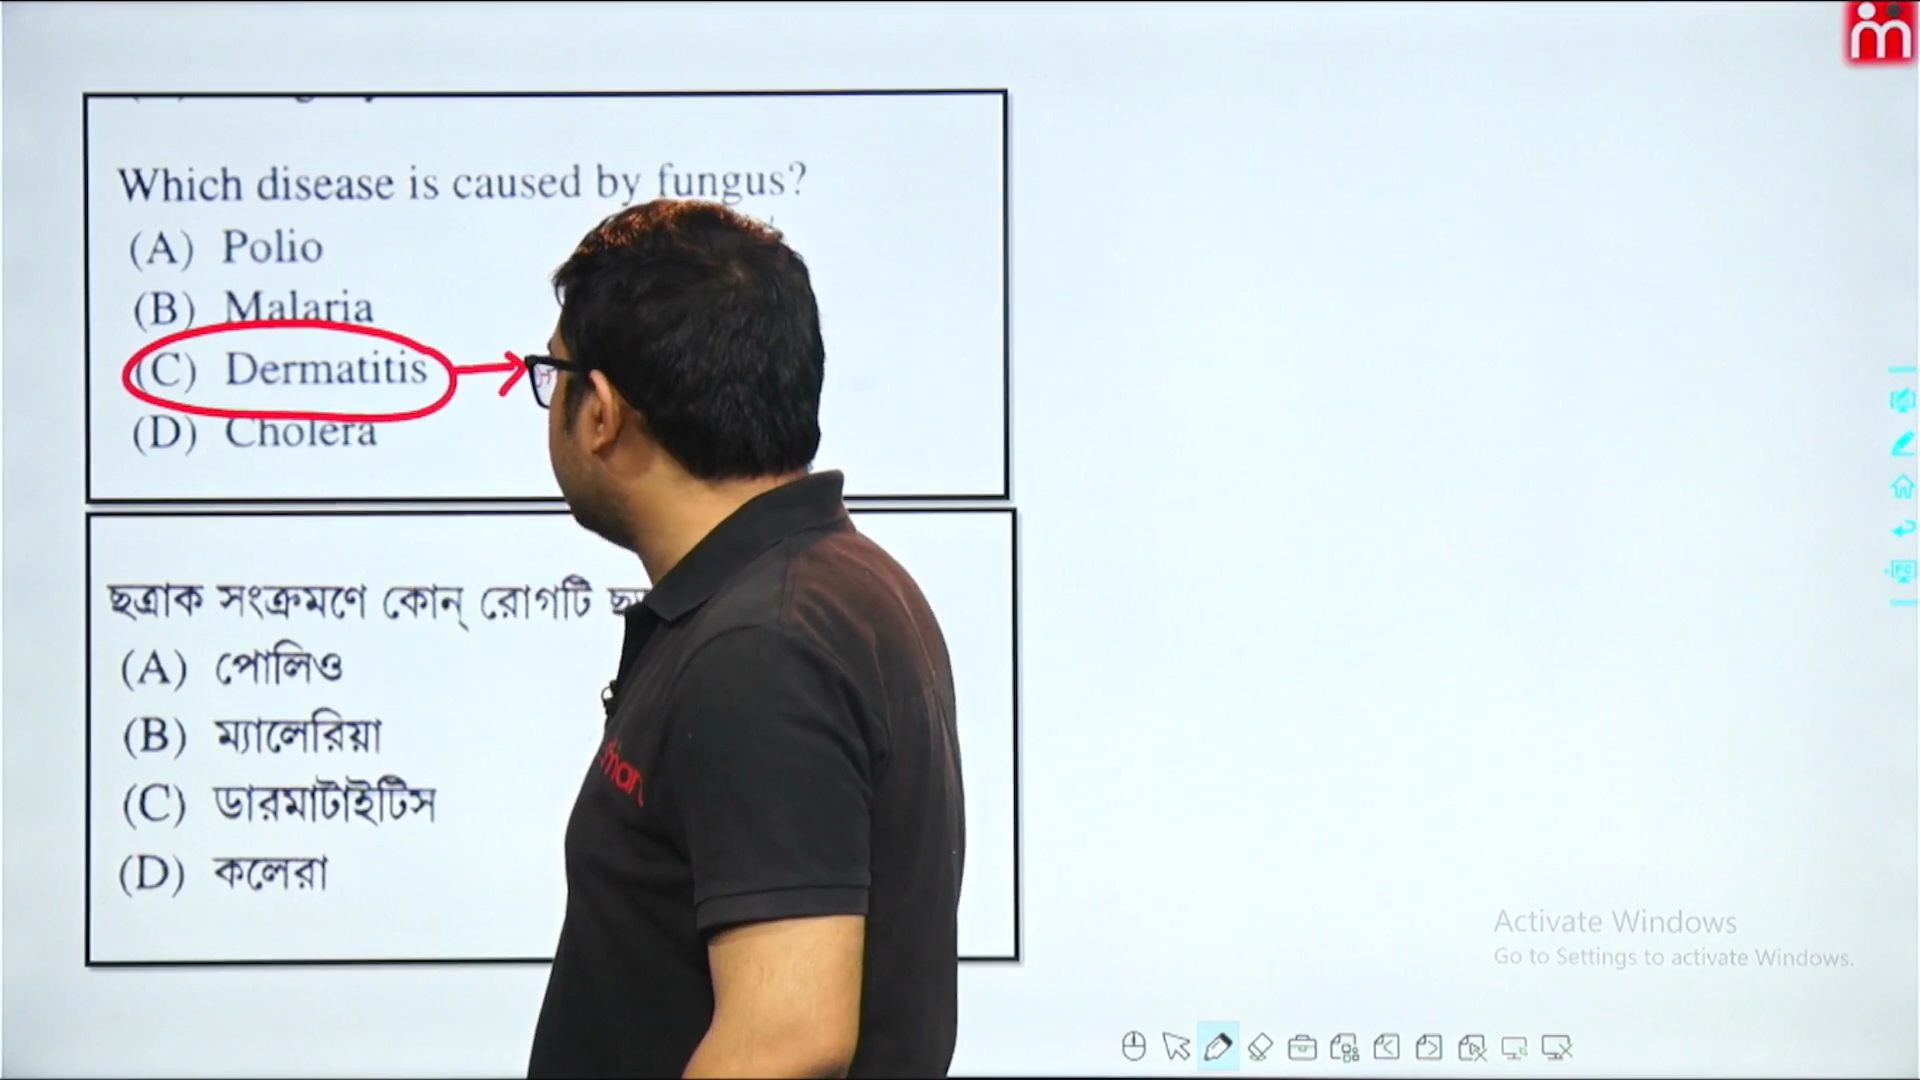 Which disease is caused by fungus?
(A) Polio
(B) Malaria
(C) Dermatitis
(D) Cholera
ছত্রাক সংক্রমণে কোন্ রোগটি
(A) পোলিও
(B) ম্যালেরিয়া
(C) ডারমাটাইটিস
(D) কলেরা
Activate Windows
Go to Settings to activate Windows.